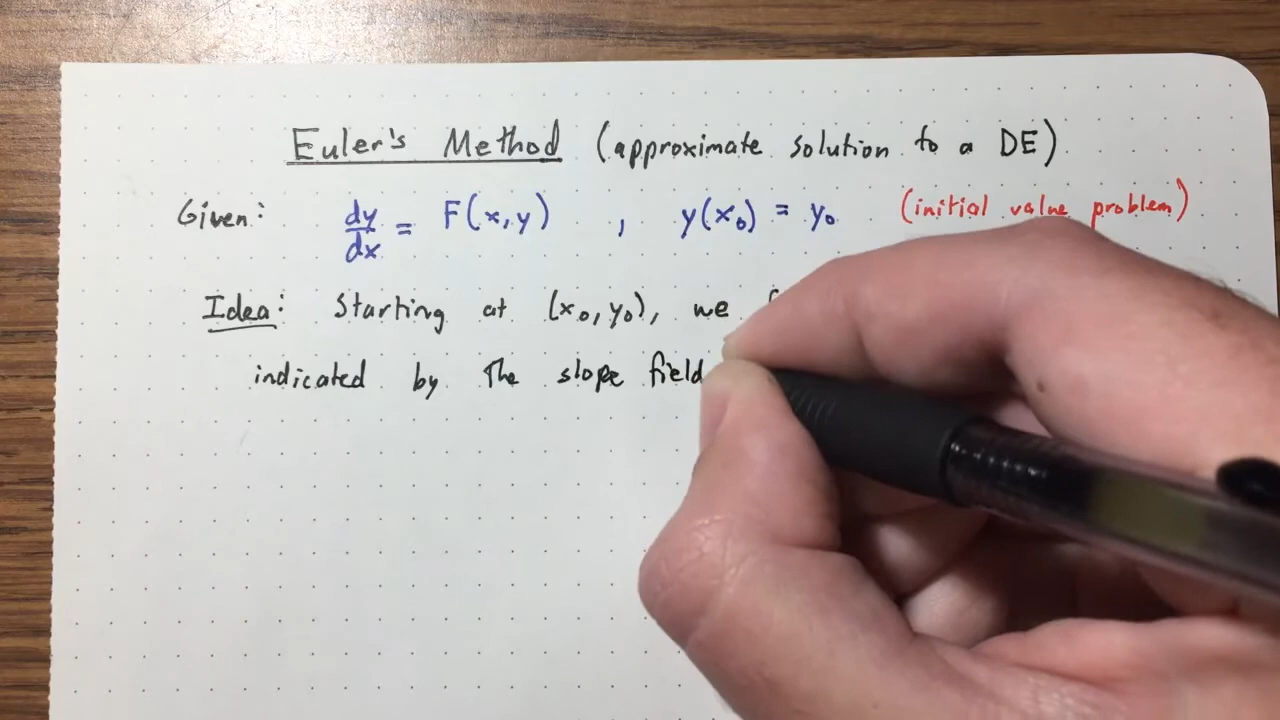 Euler's Method (approximate solution to a DE)
Given: dy/dx = F(x,y) , y(x₀) = y₀ (initial value problem)
Idea: Starting at (x₀,y₀), we
indicated by the slope field